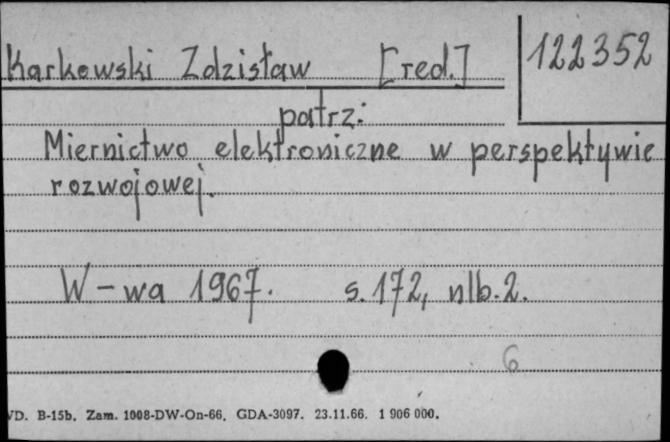 Karkowski Zdzisław [red.]
122352
patrz:
Miernictwo elektroniczne w perspektywie
rozwojowej.
W-wa 1967. s. 172, nlb. 2.
6
VD. B-15b. Zam. 1008-DW-On-66. GDA-3097. 23.11.66. 1 906 000.